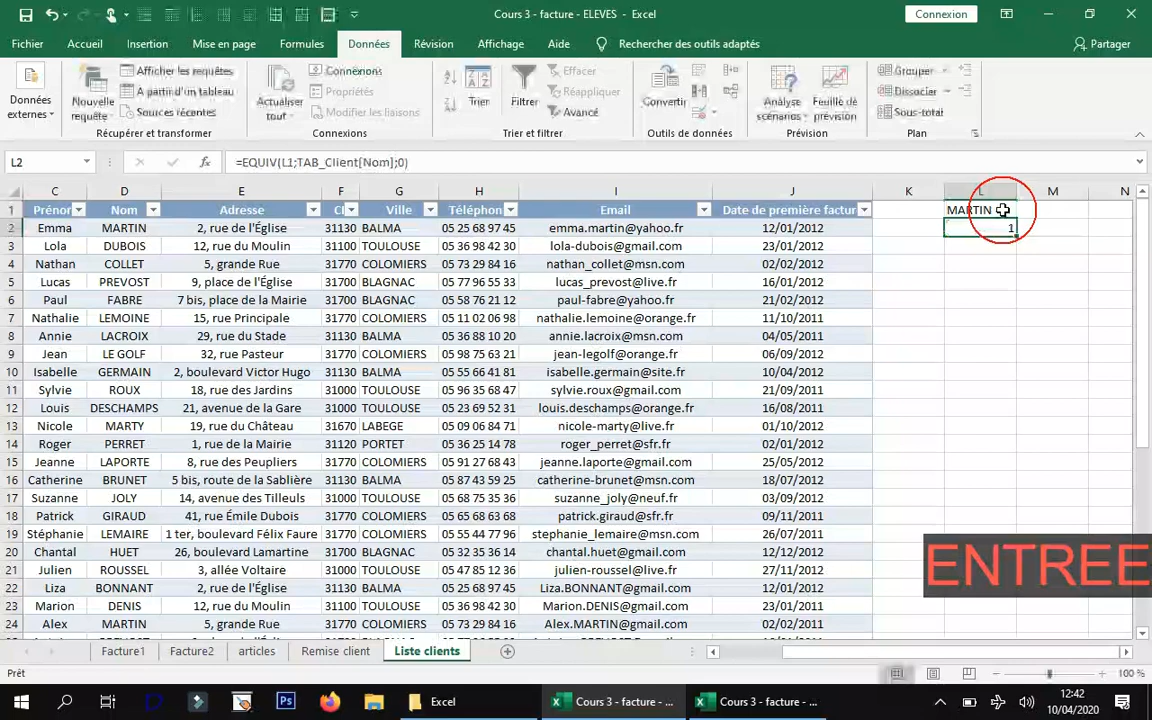 Cours 3 - facture - ELEVES - Excel
Connexion
Fichier Accueil Insertion Mise en page Formules Données Révision Affichage Aide Rechercher des outils adaptés Partager
Données externes
Nouvelle requête
Afficher les requêtes
A partir d'un tableau
Sources récentes
Récupérer et transformer
Actualiser tout
Connexions
Propriétés
Modifier les liaisons
Connexions
Trier
Filtrer
Effacer
Réappliquer
Avancé
Trier et filtrer
Convertir
Outils de données
Analyse scénarios
Feuille de prévision
Prévision
Grouper
Dissocier
Sous-total
Plan
L2 fx =EQUIV(L1;TAB_Client[Nom];0)
C D E F G H I J K L M N
1 Prénor Nom Adresse CI Ville Téléphon Email Date de première factur MARTIN
2 Emma MARTIN 2, rue de l'Église 31130 BALMA 05 25 68 97 45 emma.martin@yahoo.fr 12/01/2012 1
3 Lola DUBOIS 12, rue du Moulin 31100 TOULOUSE 05 36 98 42 30 lola-dubois@gmail.com 23/01/2011
4 Nathan COLLET 5, grande Rue 31770 COLOMIERS 05 73 29 84 16 nathan_collet@msn.com 02/02/2012
5 Lucas PREVOST 9, place de l'Église 31770 BLAGNAC 05 77 96 55 33 lucas_prevost@live.fr 16/01/2012
6 Paul FABRE 7 bis, place de la Mairie 31770 BLAGNAC 05 58 76 21 12 paul-fabre@yahoo.fr 21/02/2012
7 Nathalie LEMOINE 15, rue Principale 31770 COLOMIERS 05 11 02 06 98 nathalie.lemoine@orange.fr 11/10/2011
8 Annie LACROIX 29, rue du Stade 31130 BALMA 05 36 88 10 20 annie.lacroix@msn.com 04/05/2011
9 Jean LE GOLF 32, rue Pasteur 31770 COLOMIERS 05 98 75 63 21 jean-legolf@orange.fr 06/09/2012
10 Isabelle GERMAIN 2, boulevard Victor Hugo 31130 BALMA 05 55 66 41 81 isabelle.germain@site.fr 10/04/2012
11 Sylvie ROUX 18, rue des Jardins 31000 TOULOUSE 05 96 35 68 47 sylvie.roux@gmail.com 21/09/2011
12 Louis DESCHAMPS 21, avenue de la Gare 31000 TOULOUSE 05 23 69 52 31 louis.deschamps@orange.fr 16/08/2011
13 Nicole MARTY 19, rue du Château 31670 LABEGE 05 09 06 84 71 nicole-marty@live.fr 01/10/2012
14 Roger PERRET 1, rue de la Mairie 31120 PORTET 05 36 25 14 78 roger_perret@sfr.fr 02/01/2012
15 Jeanne LAPORTE 8, rue des Peupliers 31770 COLOMIERS 05 91 27 68 43 jeanne.laporte@gmail.com 25/05/2012
16 Catherine BRUNET 5 bis, route de la Sablière 31770 COLOMIERS 05 87 43 59 25 catherine-brunet@msn.com 18/07/2012
17 Suzanne JOLY 14, avenue des Tilleuls 31000 TOULOUSE 05 68 75 35 36 suzanne_joly@neuf.fr 03/09/2012
18 Patrick GIRAUD 41, rue Émile Dubois 31770 COLOMIERS 05 65 68 63 68 patrick.giraud@sfr.fr 09/11/2011
19 Stéphanie LEMAIRE 1 ter, boulevard Félix Faure 31770 COLOMIERS 05 55 44 77 96 stephanie_lemaire@msn.com 26/07/2011
20 Chantal HUET 26, boulevard Lamartine 31770 BLAGNAC 05 32 35 36 14 chantal.huet@gmail.com 12/12/2012
21 Julien ROUSSEL 3, allée Voltaire 31770 COLOMIERS 05 47 85 12 36 julien-roussel@live.fr 27/11/2012
22 Liza BONNANT 2, rue de l'Église 31130 BALMA 05 25 68 97 45 Liza.BONNANT@gmail.com 12/01/2012
23 Marion DENIS 12, rue du Moulin 31100 TOULOUSE 05 36 98 42 30 Marion.DENIS@gmail.com 23/01/2011
24 Alex MARTIN 5, grande Rue 31770 COLOMIERS 05 73 29 84 16 Alex.MARTIN@gmail.com 02/02/2012
ENTREE
Facture1 Facture2 articles Remise client Liste clients
Prêt 100 %
Ps Excel Cours 3 - facture - ... Cours 3 - facture - ... 12:42
10/04/2020